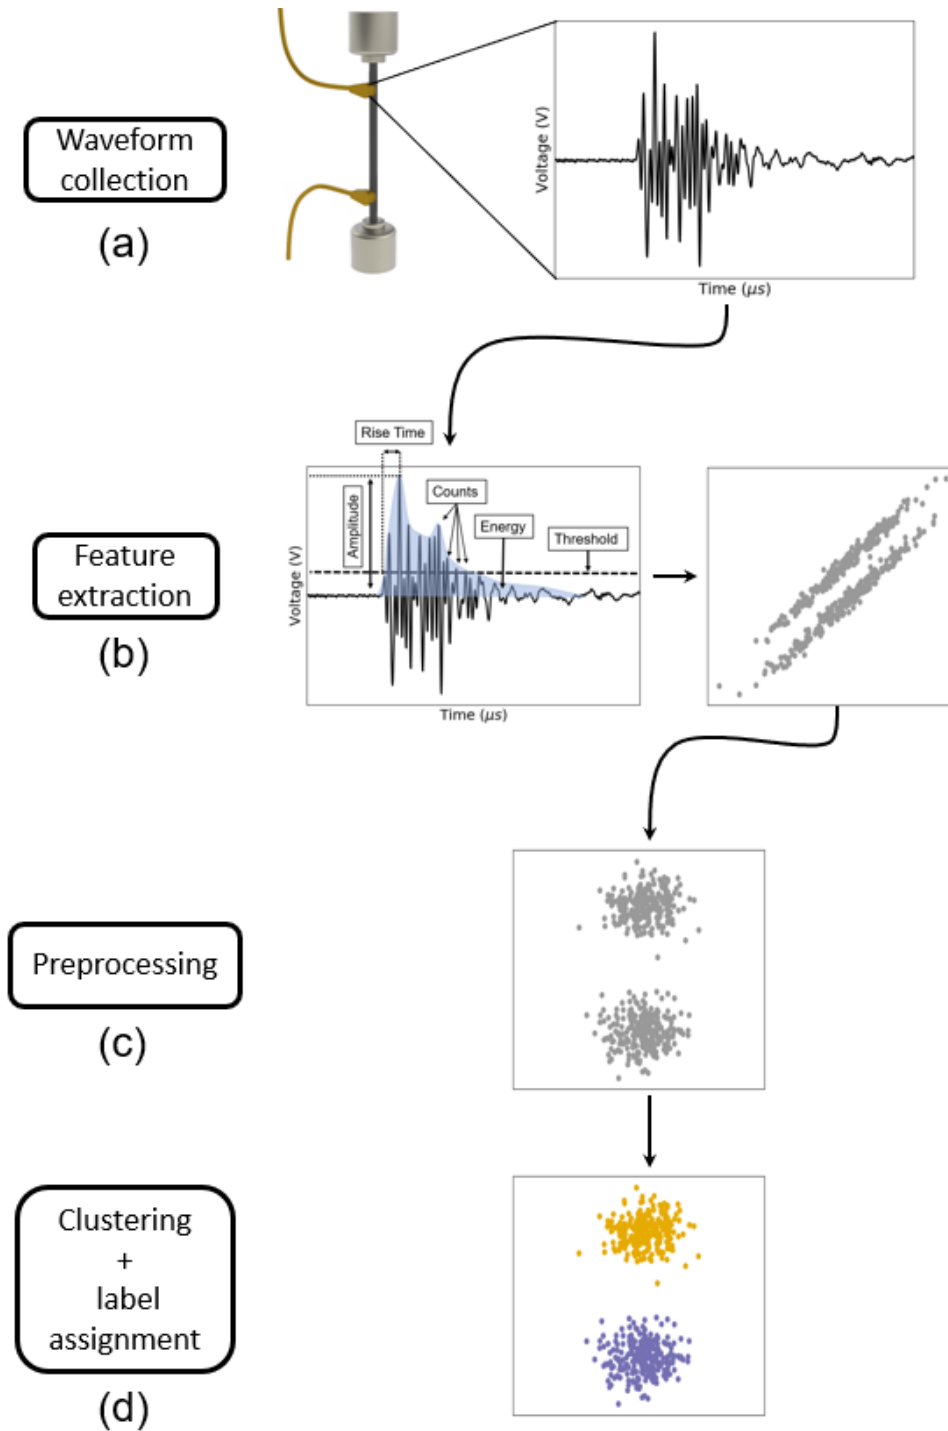 Waveform
collection
(a)
Voltage (V)
Time (μs)
Rise Time
Amplitude
Counts
Energy
Threshold
Voltage (V)
Time (μs)
Feature
extraction
(b)
Preprocessing
(c)
Clustering
+
label
assignment
(d)